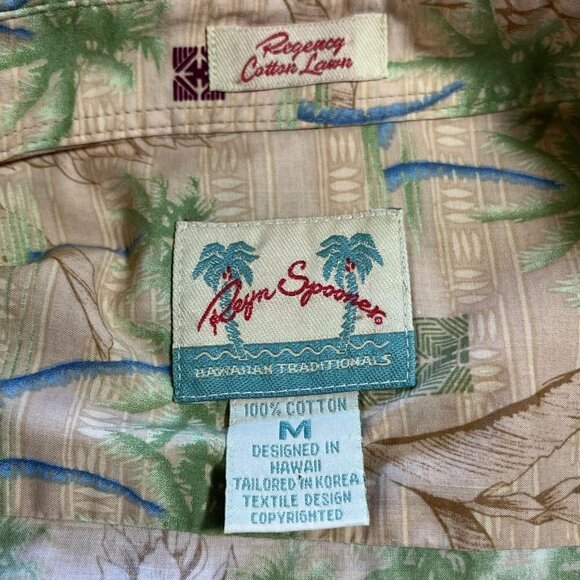 Regency
Cotton Lawn
Reyn Spooner®
HAWAIIAN TRADITIONALS
100% COTTON
M
DESIGNED IN
HAWAII
TAILORED IN KOREA
TEXTILE DESIGN
COPYRIGHTED